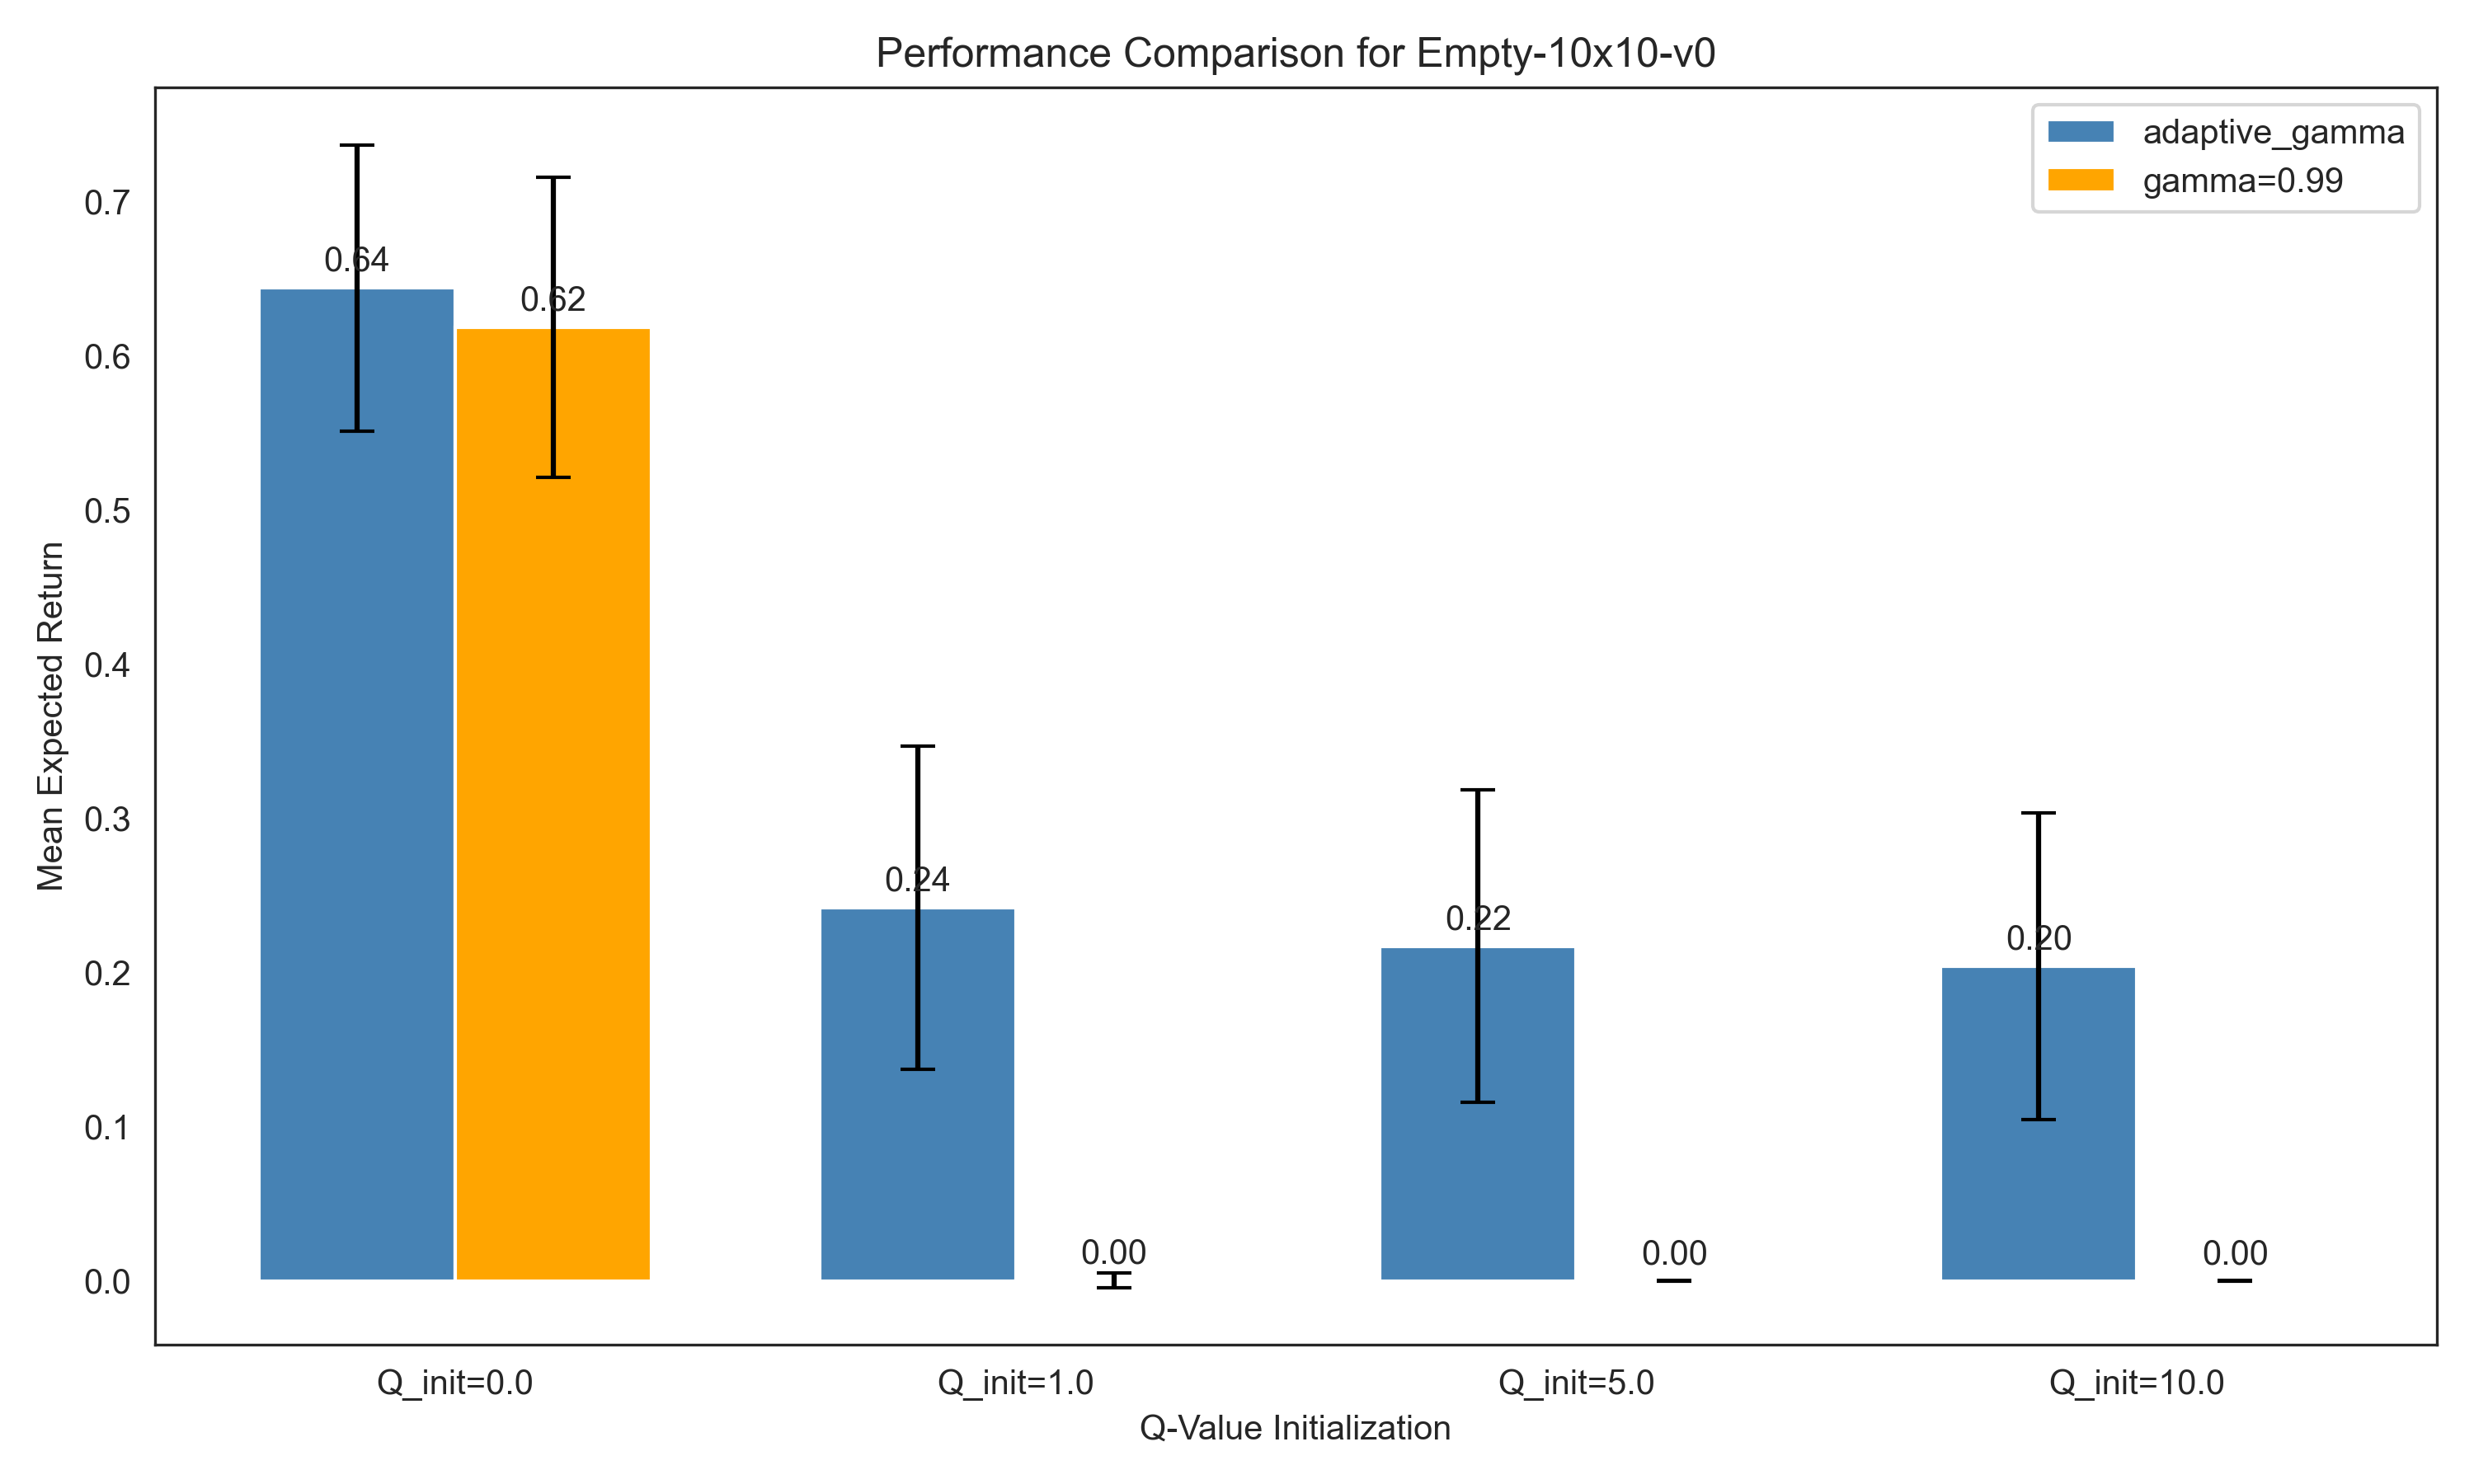 Performance Comparison for Empty-10x10-v0
adaptive_gamma
gamma=0.99
Mean Expected Return
0.7
0.6
0.5
0.4
0.3
0.2
0.1
0.0
0.64
0.62
0.24
0.00
0.22
0.00
0.20
0.00
Q_init=0.0
Q_init=1.0
Q_init=5.0
Q_init=10.0
Q-Value Initialization